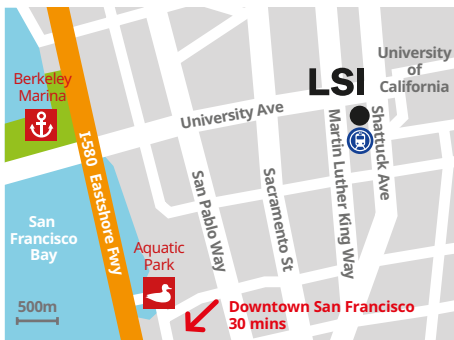 University
of
California
LSI
Berkeley
Marina
University Ave
I-580 Eastshore Fwy
San Pablo Way
Sacramento St
Martin Luther King Way
Shattuck Ave
San
Francisco
Bay
Aquatic
Park
500m
Downtown San Francisco
30 mins